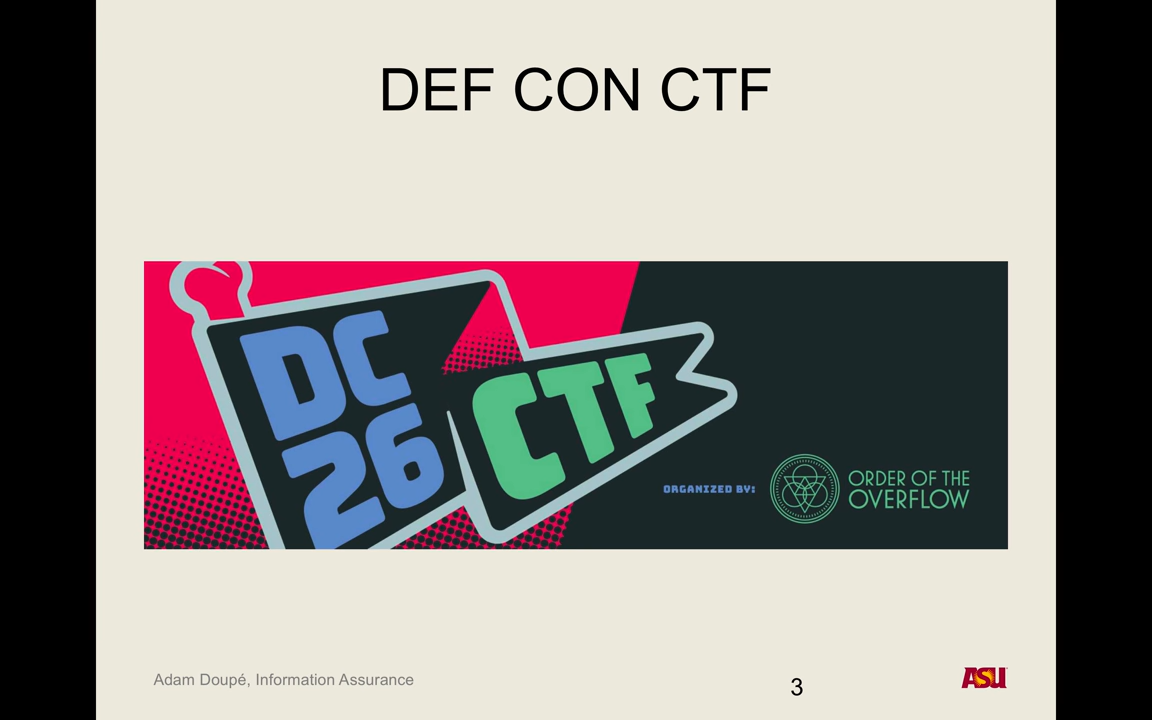 DEF CON CTF
DC
26
CTF
ORGANIZED BY:
ORDER OF THE
OVERFLOW
Adam Doupé, Information Assurance
3
ASU